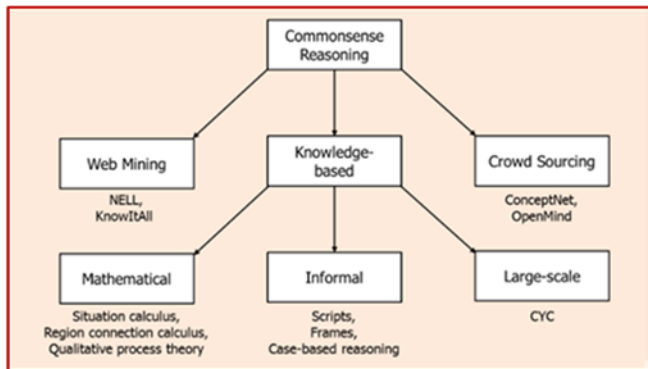 Commonsense
Reasoning
Web Mining
NELL,
KnowItAll
Knowledge-
based
Crowd Sourcing
ConceptNet,
OpenMind
Mathematical
Situation calculus,
Region connection calculus,
Qualitative process theory
Informal
Scripts,
Frames,
Case-based reasoning
Large-scale
CYC